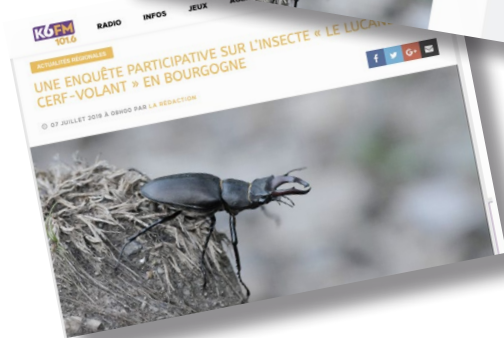 K6FM
101.6
RADIO INFOS JEUX
ACTUALITÉS RÉGIONALES
UNE ENQUÊTE PARTICIPATIVE SUR L'INSECTE « LE LUCANE
CERF-VOLANT » EN BOURGOGNE
07 JUILLET 2018 À 08H00 PAR LA RÉDACTION
f G+